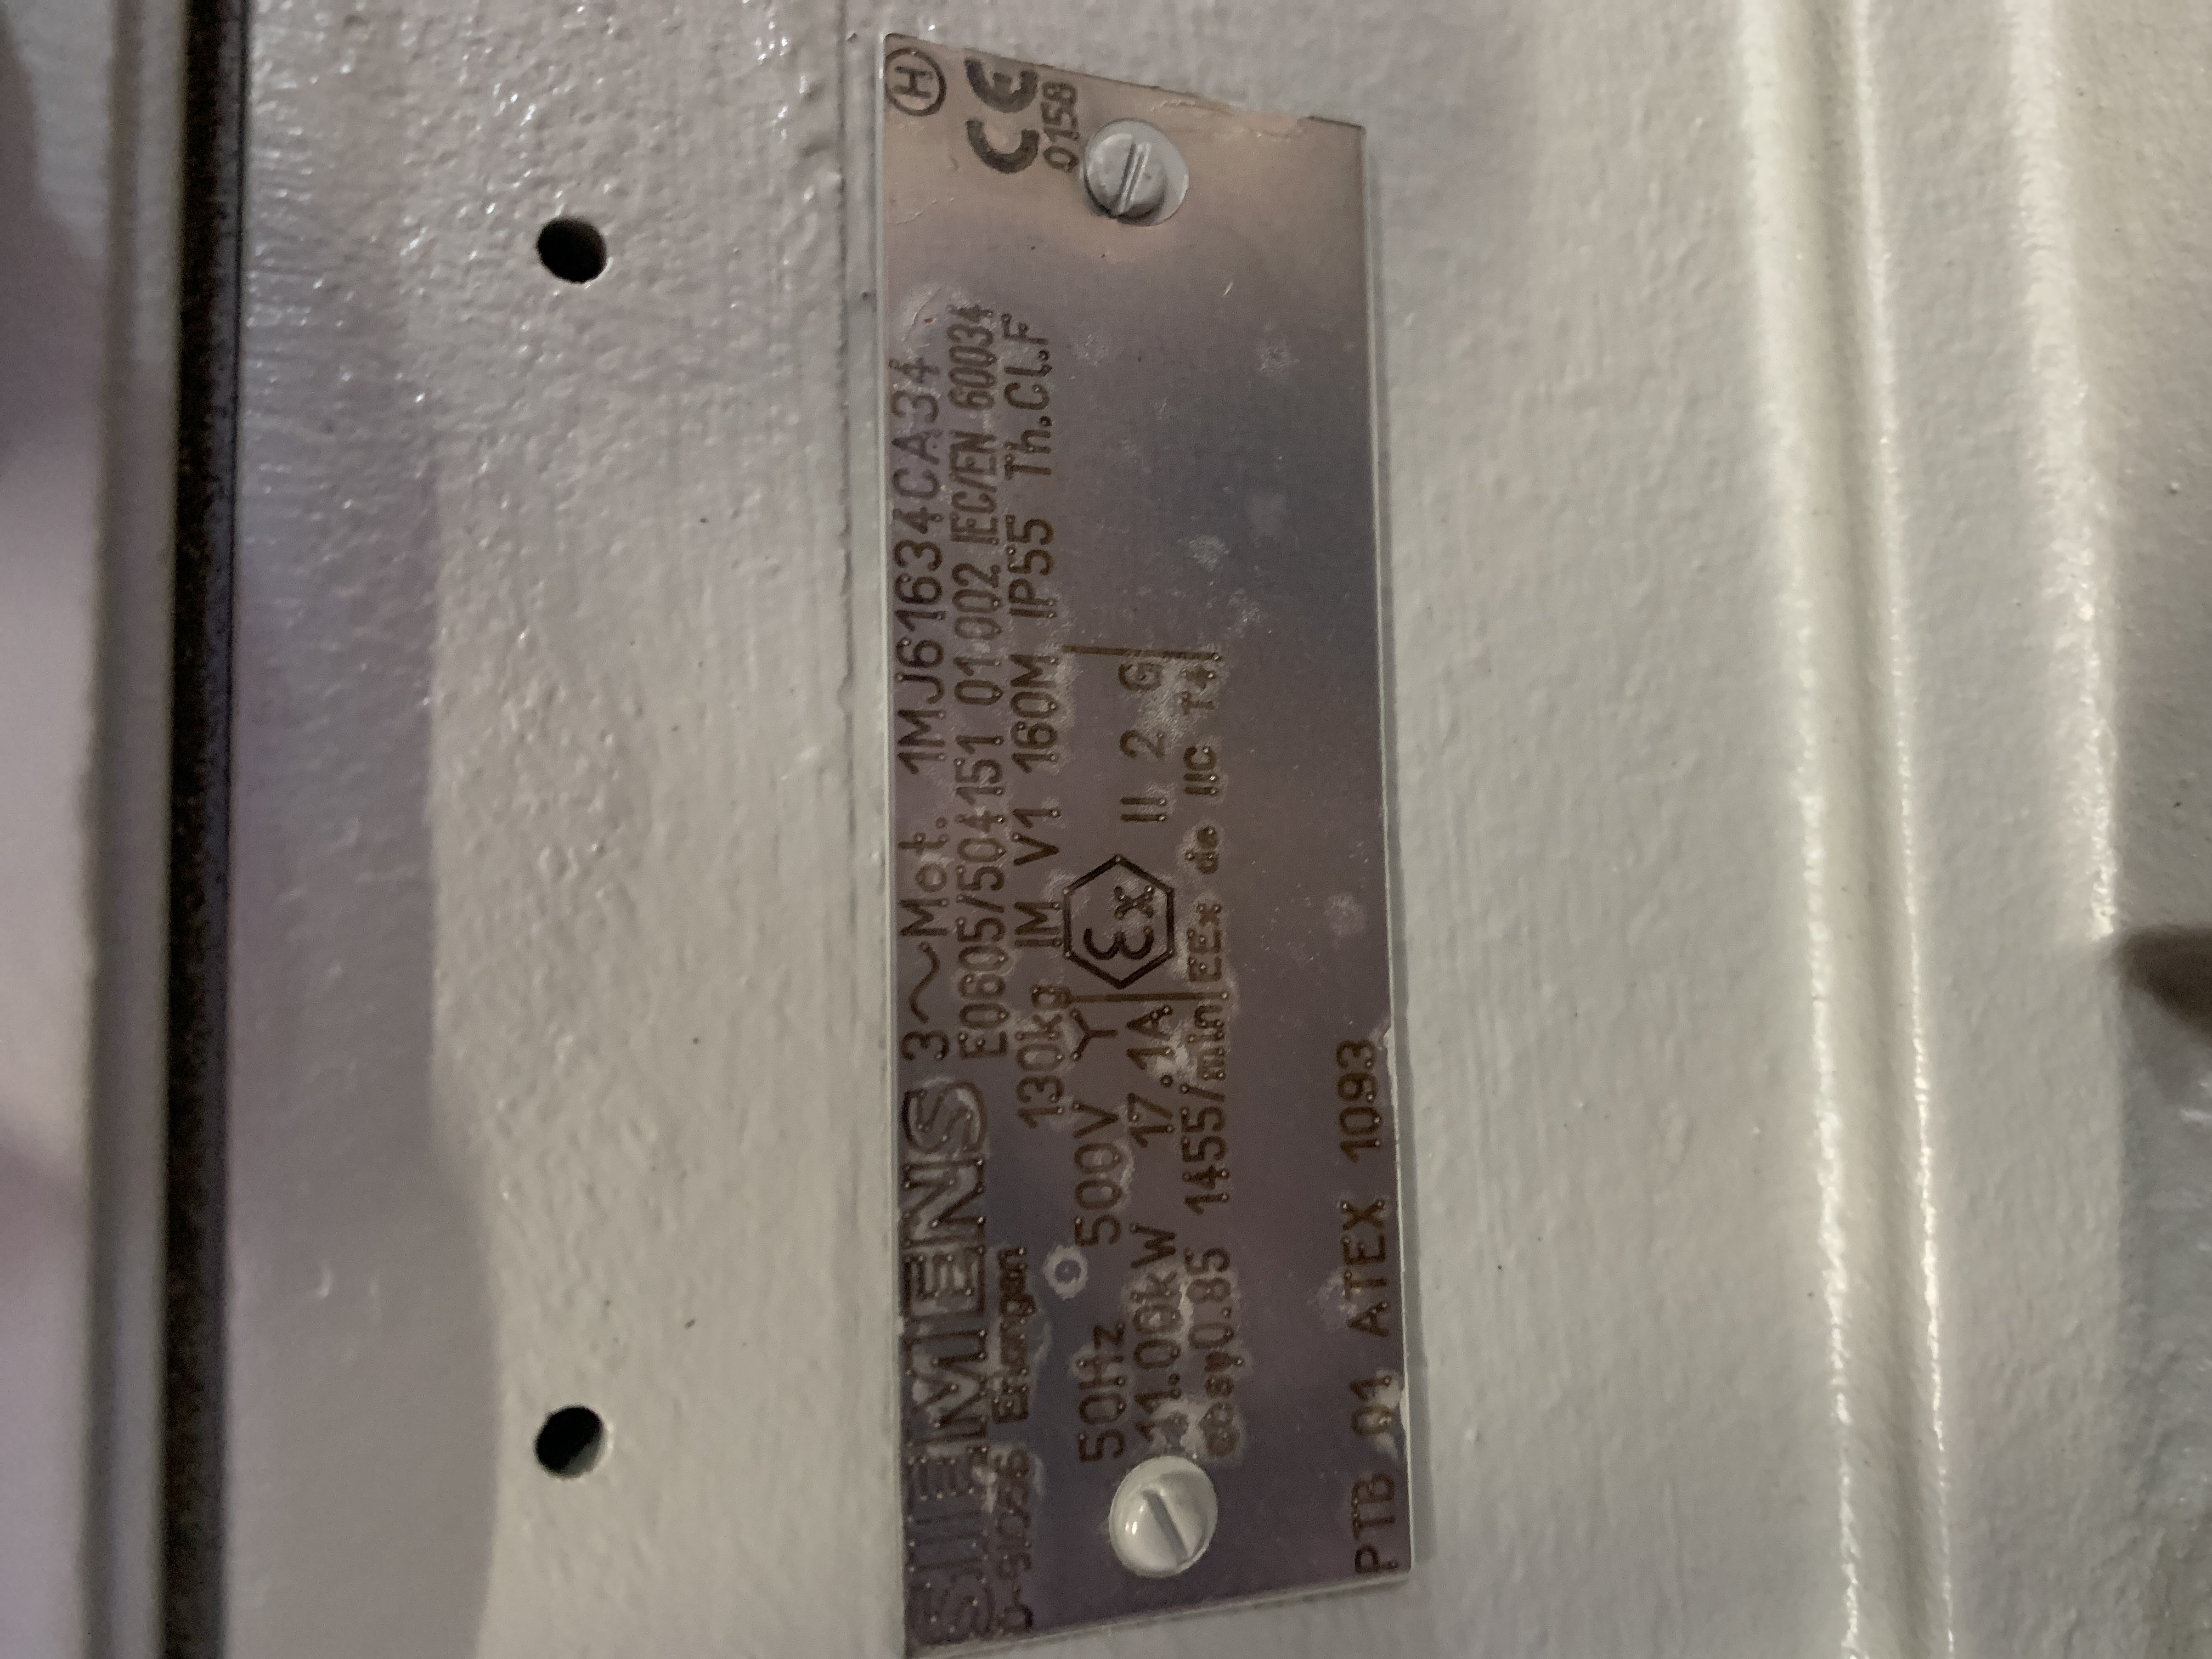 SIEMENS 3~Mot. 1MJ61634CA34 Ⓗ
D-91056 Erlangen E0605/504151 01 002 IEC/EN 60034 CE
130kg IM V1 160M IP55 Th.Cl.F 0158
50Hz 500V Y
11.00kW 17.1A Ex II 2 G
cosφ0.85 1455/min EEx de IIC T4
PTB 01 ATEX 1093